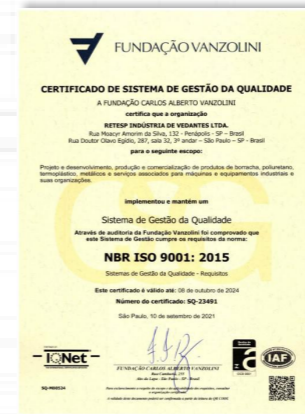 FUNDAÇÃO VANZOLINI
CERTIFICADO DE SISTEMA DE GESTÃO DA QUALIDADE
A FUNDAÇÃO CARLOS ALBERTO VANZOLINI
certifica que a organização
RETESP INDÚSTRIA DE VEDANTES LTDA.
Rua Moacyr Amorim da Silva, 132 - Penápolis - SP – Brasil
Rua Doutor Olavo Egídio, 287, sala 32, 3º andar – São Paulo – SP - Brasil
para o seguinte escopo:
Projeto e desenvolvimento, produção e comercialização de produtos de borracha, poliuretano,
termoplástico, metálicos e serviços associados para máquinas e equipamentos industriais e
suas organizações.
implementou e mantém um
Sistema de Gestão da Qualidade
Através de auditoria da Fundação Vanzolini foi comprovado que
este Sistema de Gestão cumpre os requisitos da norma:
NBR ISO 9001: 2015
Sistemas de Gestão da Qualidade - Requisitos
Este certificado é válido até: 08 de outubro de 2024
Número do certificado: SQ-23491
São Paulo, 10 de setembro de 2021
IQNet
FUNDAÇÃO CARLOS ALBERTO VANZOLINI
IAF